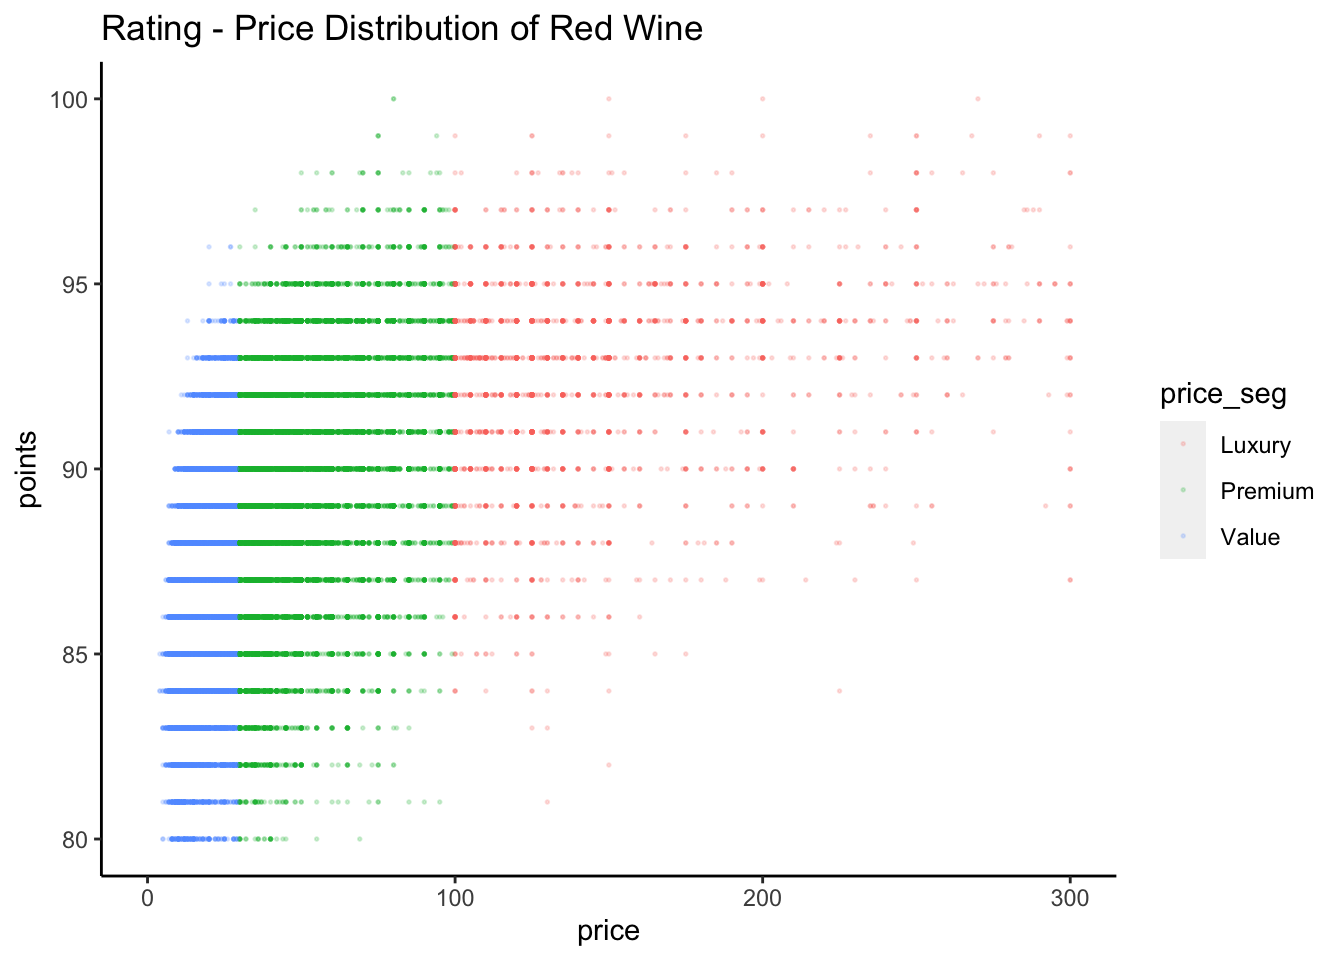 Rating - Price Distribution of Red Wine
100
95
90
85
80
points
0 100 200 300
price
price_seg
Luxury
Premium
Value